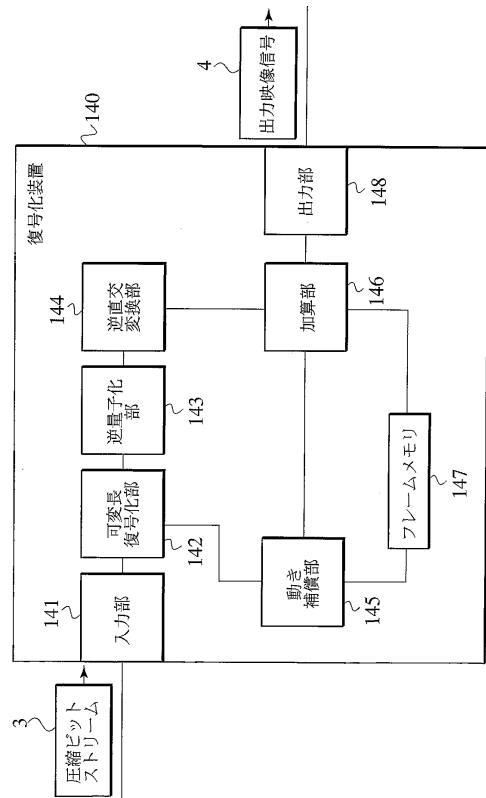 復号化装置
140
3
圧縮ビット
ストリーム
141
入力部
可変長
復号化部
142
逆量子化
部
143
144
逆直交
変換部
動き
補償部
145
加算部
146
フレームメモリ
147
出力部
148
4
出力映像信号